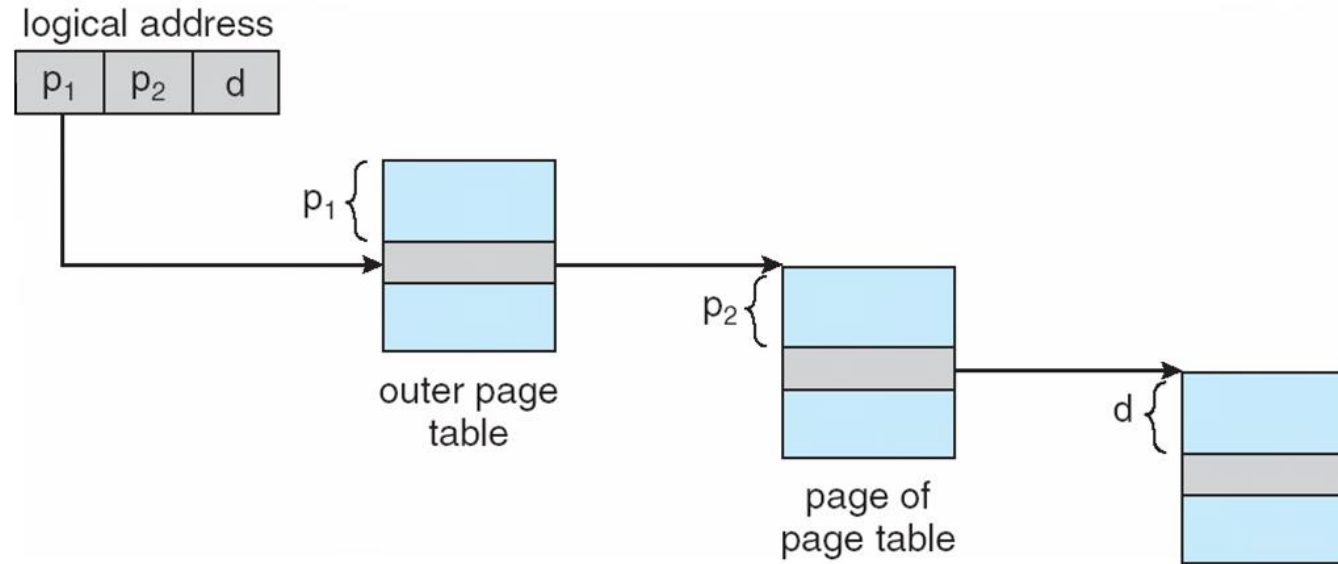 logical address
p₁ p₂ d
p₁
outer page
table
p₂
page of
page table
d